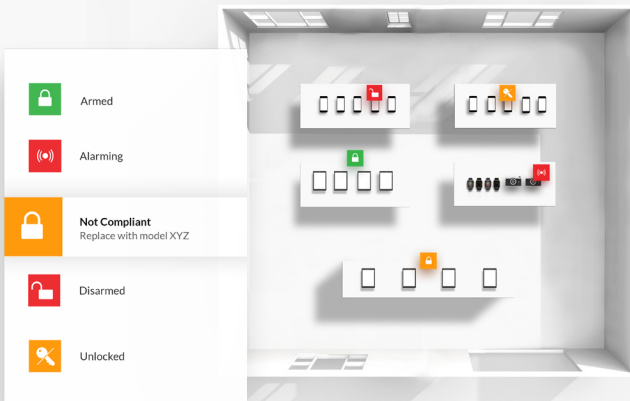 Armed
Alarming
Not Compliant
Replace with model XYZ
Disarmed
Unlocked